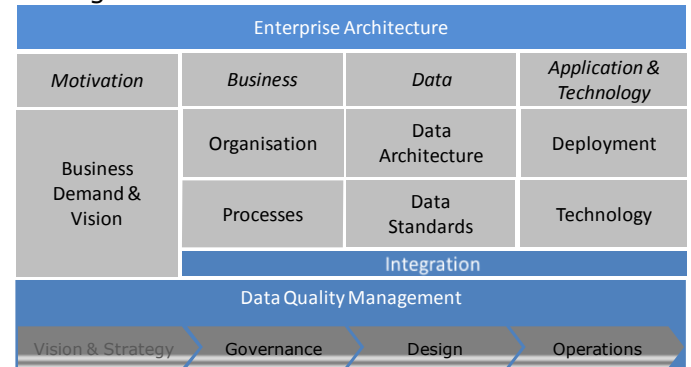 Enterprise Architecture
Motivation
Business
Data
Application &
Technology
Business
Demand &
Vision
Organisation
Data
Architecture
Deployment
Processes
Data
Standards
Technology
Integration
Data Quality Management
Vision & Strategy
Governance
Design
Operations